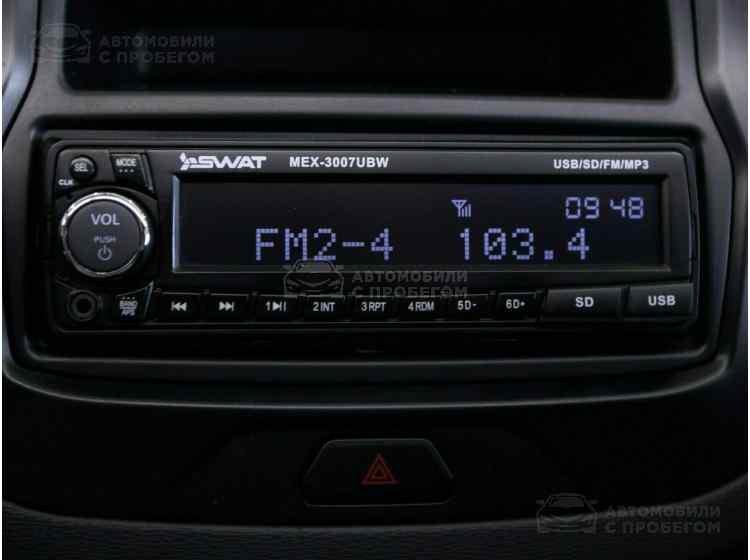 АВТОМОБИЛИ
С ПРОБЕГОМ
SWAT MEX-3007UBW USB/SD/FM/MP3
SEL MODE
CLK
VOL
PUSH
09 48
FM2-4 103.4
АВТОМОБИЛИ
С ПРОБЕГОМ
BAND
APS
1 2 INT 3 RPT 4 RDM 5D- 6D+ SD USB
АВТОМОБИЛИ
С ПРОБЕГОМ